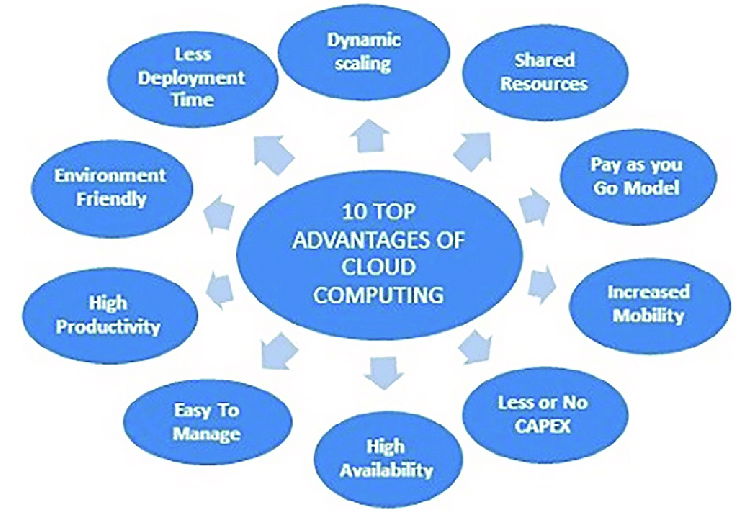 Dynamic
scaling
Less
Deployment
Time
Shared
Resources
Environment
Friendly
Pay as you
Go Model
10 TOP
ADVANTAGES OF
CLOUD
COMPUTING
High
Productivity
Increased
Mobility
Easy To
Manage
Less or No
CAPEX
High
Availability